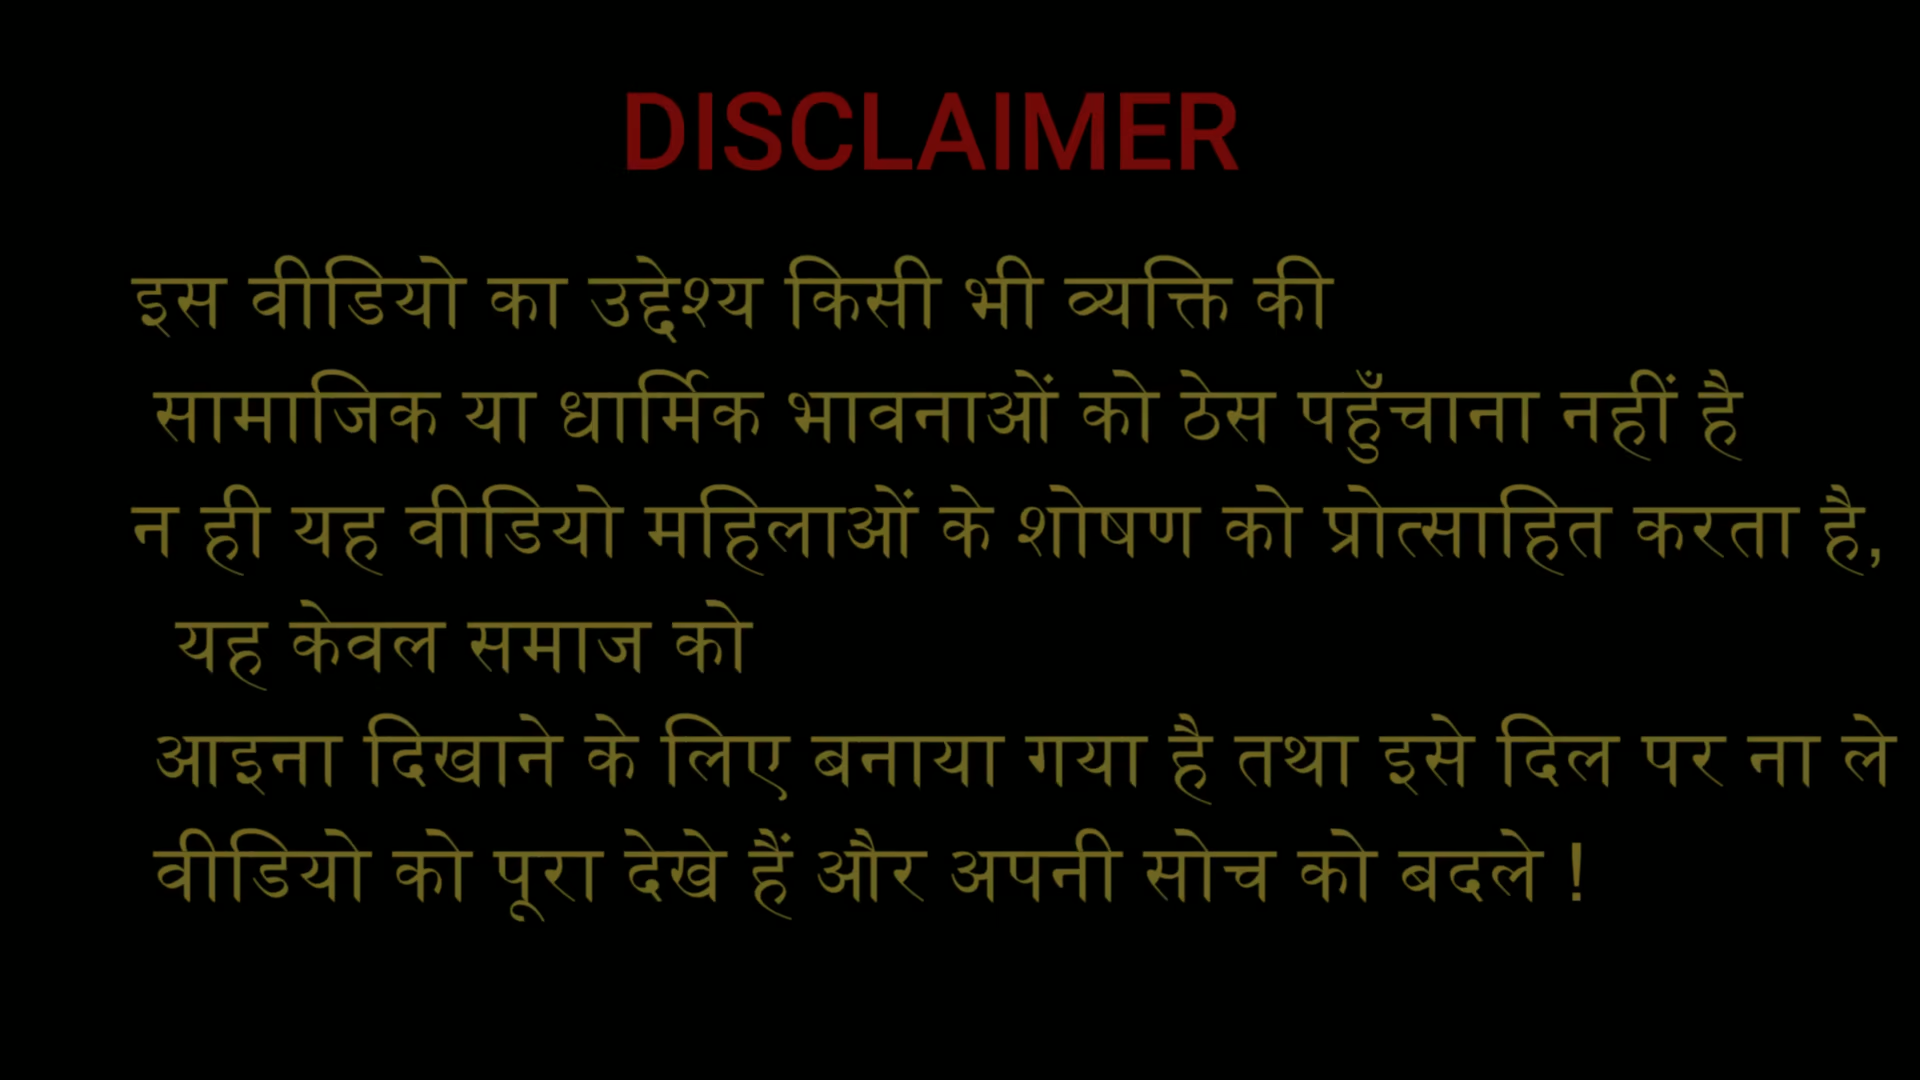 DISCLAIMER
इस वीडियो का उद्देश्य किसी भी व्यक्ति की
सामाजिक या धार्मिक भावनाओं को ठेस पहुँचाना नहीं है
न ही यह वीडियो महिलाओं के शोषण को प्रोत्साहित करता है,
यह केवल समाज को
आइना दिखाने के लिए बनाया गया है तथा इसे दिल पर ना ले
वीडियो को पूरा देखे हैं और अपनी सोच को बदले !